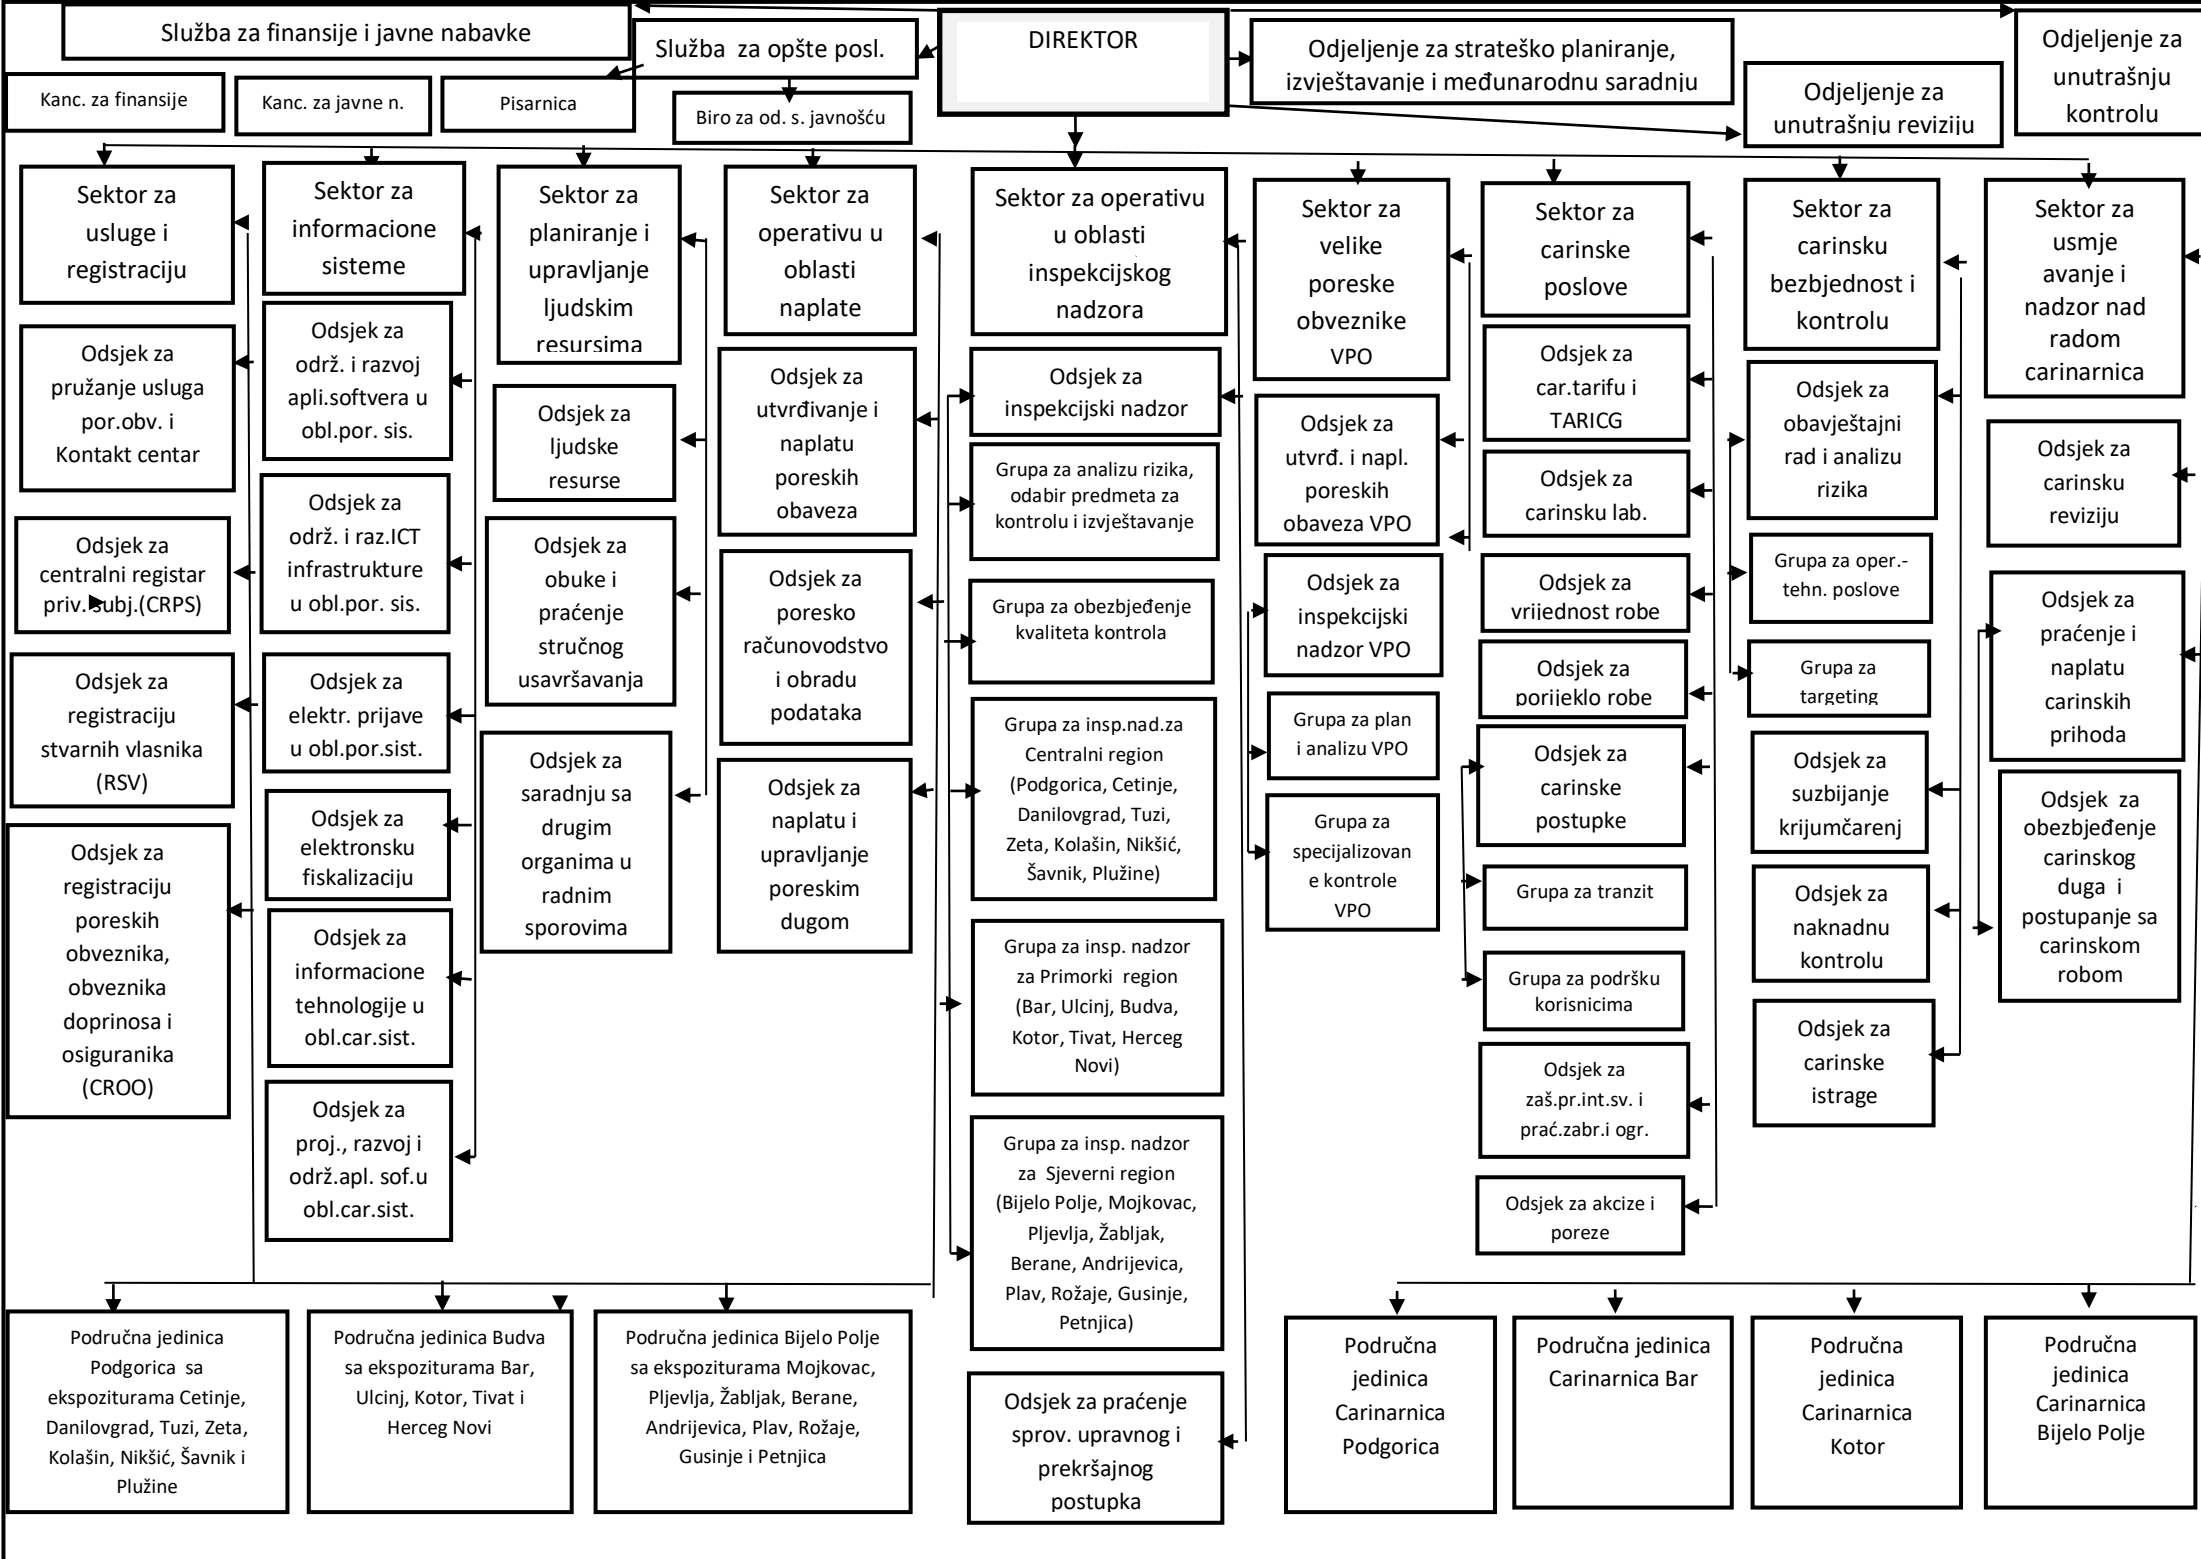 Služba za finansije i javne nabavke
Služba  za opšte posl.
DIREKTOR
Odjeljenje za strateško planiranje,
izvještavanje i međunarodnu saradnju
Odjeljenje za
unutrašnju reviziju
Odjeljenje za
unutrašnju
kontrolu
Kanc. za finansije
Kanc. za javne n.
Pisarnica
Biro za od. s. javnošću
Sektor za
usluge i
registraciju
Odsjek za
pružanje usluga
por.obv. i
Kontakt centar
Odsjek za
centralni registar
priv. subj.(CRPS)
Odsjek za
registraciju
stvarnih vlasnika
(RSV)
Odsjek za
registraciju
poreskih
obveznika,
obveznika
doprinosa i
osiguranika
(CROO)
Sektor za
informacione
sisteme
Odsjek za
održ. i razvoj
apli.softvera u
obl.por. sis.
Odsjek za
održ. i raz.ICT
infrastrukture
u obl.por. sis.
Odsjek za
elektr. prijave
u obl.por.sist.
Odsjek za
elektronsku
fiskalizaciju
Odsjek za
informacione
tehnologije u
obl.car.sist.
Odsjek za
proj., razvoj i
održ.apl. sof.u
obl.car.sist.
Sektor za
planiranje i
upravljanje
ljudskim
resursima
Odsjek za
ljudske
resurse
Odsjek za
obuke i
praćenje
stručnog
usavršavanja
Odsjek za
saradnju sa
drugim
organima u
radnim
sporovima
Sektor za
operativu u
oblasti
naplate
Odsjek za
utvrđivanje i
naplatu
poreskih
obaveza
Odsjek za
poresko
računovodstvo
i obradu
podataka
Odsjek za
naplatu i
upravljanje
poreskim
dugom
Sektor za operativu
u oblasti
inspekcijskog
nadzora
Odsjek za
inspekcijski nadzor
Grupa za analizu rizika,
odabir predmeta za
kontrolu i izvještavanje
Grupa za obezbjeđenje
kvaliteta kontrola
Grupa za insp.nad.za
Centralni region
(Podgorica, Cetinje,
Danilovgrad, Tuzi,
Zeta, Kolašin, Nikšić,
Šavnik, Plužine)
Grupa za insp. nadzor
za Primorki  region
(Bar, Ulcinj, Budva,
Kotor, Tivat, Herceg
Novi)
Grupa za insp. nadzor
za  Sjeverni region
(Bijelo Polje, Mojkovac,
Pljevlja, Žabljak,
Berane, Andrijevica,
Plav, Rožaje, Gusinje,
Petnjica)
Odsjek za praćenje
sprov. upravnog i
prekršajnog
postupka
Sektor za
velike
poreske
obveznike
VPO
Odsjek za
utvrđ. i napl.
poreskih
obaveza VPO
Odsjek za
inspekcijski
nadzor VPO
Grupa za plan
i analizu VPO
Grupa za
specijalizovan
e kontrole
VPO
Sektor za
carinske
poslove
Odsjek za
car.tarifu i
TARICG
Odsjek za
carinsku lab.
Odsjek za
vrijednost robe
Odsjek za
porijeklo robe
Odsjek za
carinske
postupke
Grupa za tranzit
Grupa za podršku
korisnicima
Odsjek za
zaš.pr.int.sv. i
prać.zabr.i ogr.
Odsjek za akcize i
poreze
Sektor za
carinsku
bezbjednost i
kontrolu
Odsjek za
obavještajni
rad i analizu
rizika
Grupa za oper.-
tehn. poslove
Grupa za
targeting
Odsjek za
suzbijanje
krijumčarenj
Odsjek za
naknadnu
kontrolu
Odsjek za
carinske
istrage
Sektor za
usmje
avanje i
nadzor nad
radom
carinarnica
Odsjek za
carinsku
reviziju
Odsjek za
praćenje i
naplatu
carinskih
prihoda
Odsjek  za
obezbjeđenje
carinskog
duga  i
postupanje sa
carinskom
robom
Područna jedinica
Podgorica  sa
ekspoziturama Cetinje,
Danilovgrad, Tuzi, Zeta,
Kolašin, Nikšić, Šavnik i
Plužine
Područna jedinica Budva
sa ekspoziturama Bar,
Ulcinj, Kotor, Tivat i
Herceg Novi
Područna jedinica Bijelo Polje
sa ekspoziturama Mojkovac,
Pljevlja, Žabljak, Berane,
Andrijevica, Plav, Rožaje,
Gusinje i Petnjica
Područna
jedinica
Carinarnica
Podgorica
Područna jedinica
Carinarnica Bar
Područna
jedinica
Carinarnica
Kotor
Područna
jedinica
Carinarnica
Bijelo Polje